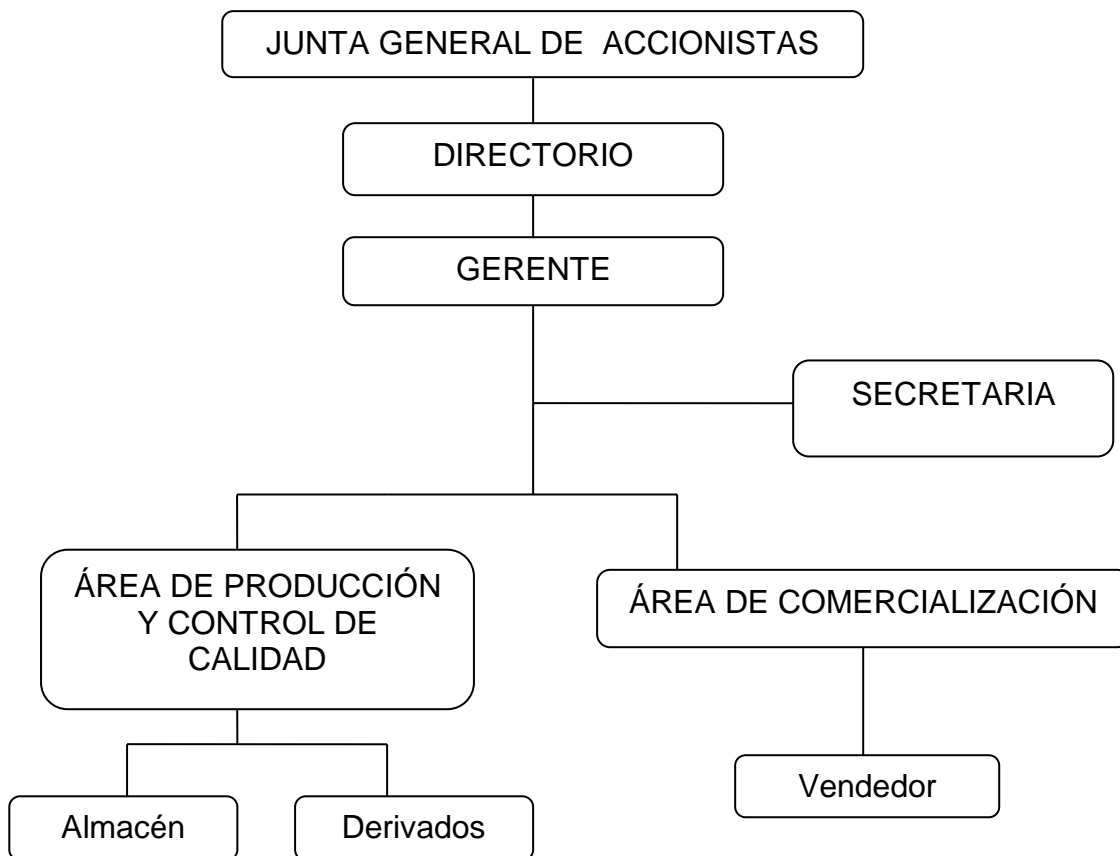 JUNTA GENERAL DE ACCIONISTAS
DIRECTORIO
GERENTE
SECRETARIA
ÁREA DE PRODUCCIÓN
Y CONTROL DE
CALIDAD
ÁREA DE COMERCIALIZACIÓN
Almacén
Derivados
Vendedor